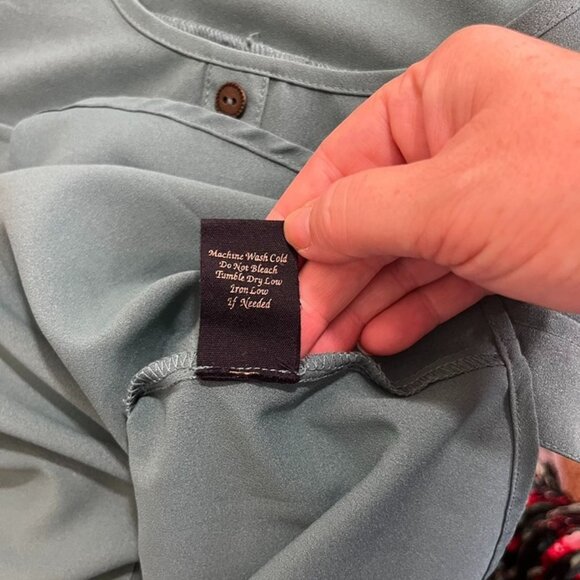 Machine Wash Cold
Do Not Bleach
Tumble Dry Low
Iron Low
If Needed